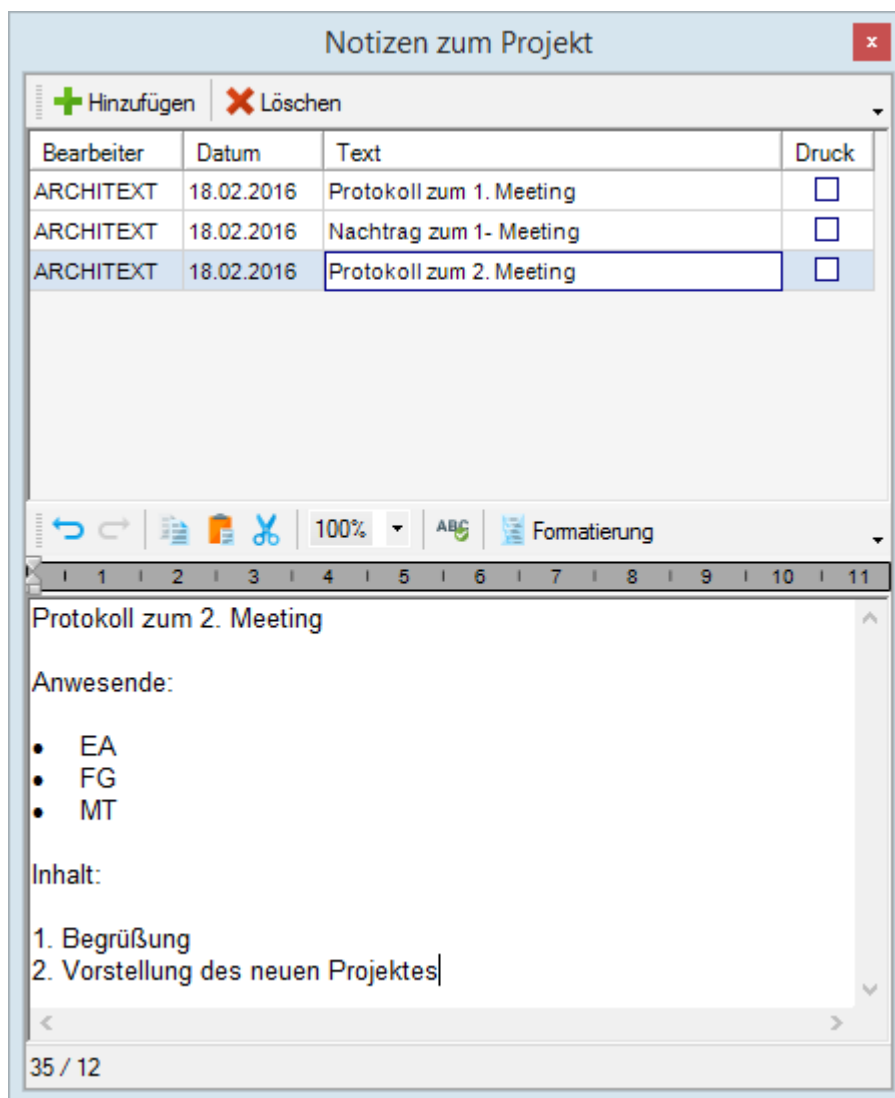 Notizen zum Projekt
x
Hinzufügen Löschen
Bearbeiter Datum Text Druck
ARCHITEXT 18.02.2016 Protokoll zum 1. Meeting
ARCHITEXT 18.02.2016 Nachtrag zum 1- Meeting
ARCHITEXT 18.02.2016 Protokoll zum 2. Meeting
100% ABC Formatierung
1 2 3 4 5 6 7 8 9 10 11
Protokoll zum 2. Meeting
Anwesende:
• EA
• FG
• MT
Inhalt:
1. Begrüßung
2. Vorstellung des neuen Projektes
35 / 12